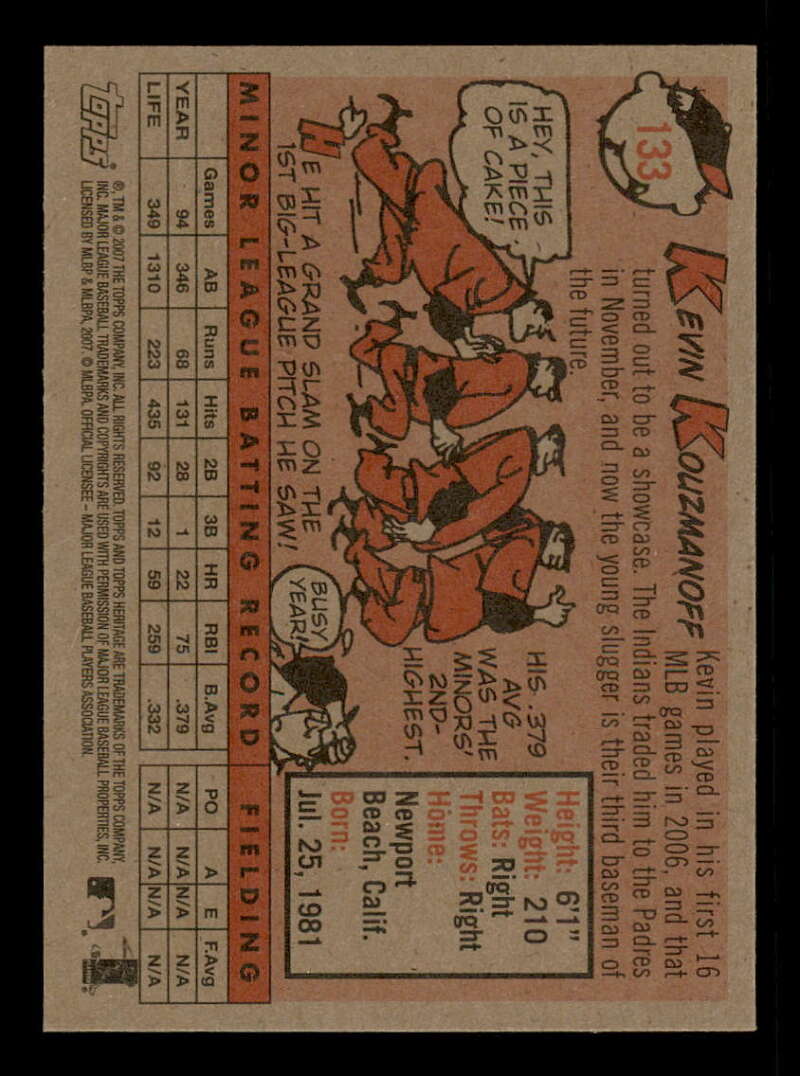 133
KEVIN KOUZMANOFF
Kevin played in his first 16
MLB games in 2006, and that
turned out to be a showcase. The Indians traded him to the Padres
in November, and now the young slugger is their third baseman of
the future.
HEY, THIS
IS A PIECE
OF CAKE!
HE HIT A GRAND SLAM ON THE
1ST BIG-LEAGUE PITCH HE SAW!
HIS .379
AVG
WAS THE
MINORS'
2ND-
HIGHEST.
BUSY
YEAR!
Height: 6'1"
Weight: 210
Bats: Right
Throws: Right
Home:
Newport
Beach, Calif.
Born:
Jul. 25, 1981
MINOR LEAGUE BATTING RECORD FIELDING
Games AB Runs Hits 2B 3B HR RBI B.Avg PO A E F.Avg
YEAR 94 346 68 131 28 1 22 75 .379 N/A N/A N/A N/A
LIFE 349 1310 223 435 92 12 59 259 .332 N/A N/A N/A N/A
Topps
®, TM & © 2007 THE TOPPS COMPANY, INC. ALL RIGHTS RESERVED. TOPPS AND TOPPS HERITAGE ARE TRADEMARKS OF THE TOPPS COMPANY,
INC. MAJOR LEAGUE BASEBALL TRADEMARKS AND COPYRIGHTS ARE USED WITH PERMISSION OF MAJOR LEAGUE BASEBALL PROPERTIES, INC.
LICENSED BY MLBP & MLBPA, 2007. © MLBPA. OFFICIAL LICENSEE – MAJOR LEAGUE BASEBALL PLAYERS ASSOCIATION.